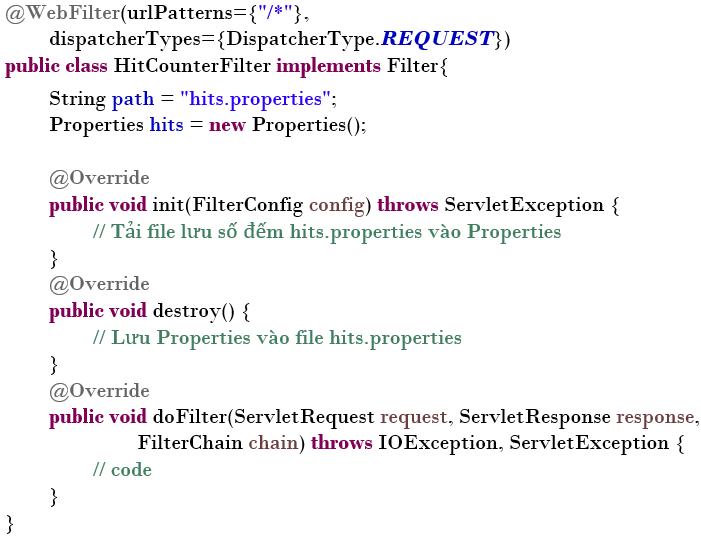 @WebFilter(urlPatterns={"/*"},
dispatcherTypes={DispatcherType.REQUEST})
public class HitCounterFilter implements Filter{
String path = "hits.properties";
Properties hits = new Properties();
@Override
public void init(FilterConfig config) throws ServletException {
// Tải file lưu số đếm hits.properties vào Properties
}
@Override
public void destroy() {
// Lưu Properties vào file hits.properties
}
@Override
public void doFilter(ServletRequest request, ServletResponse response,
FilterChain chain) throws IOException, ServletException {
// code
}
}